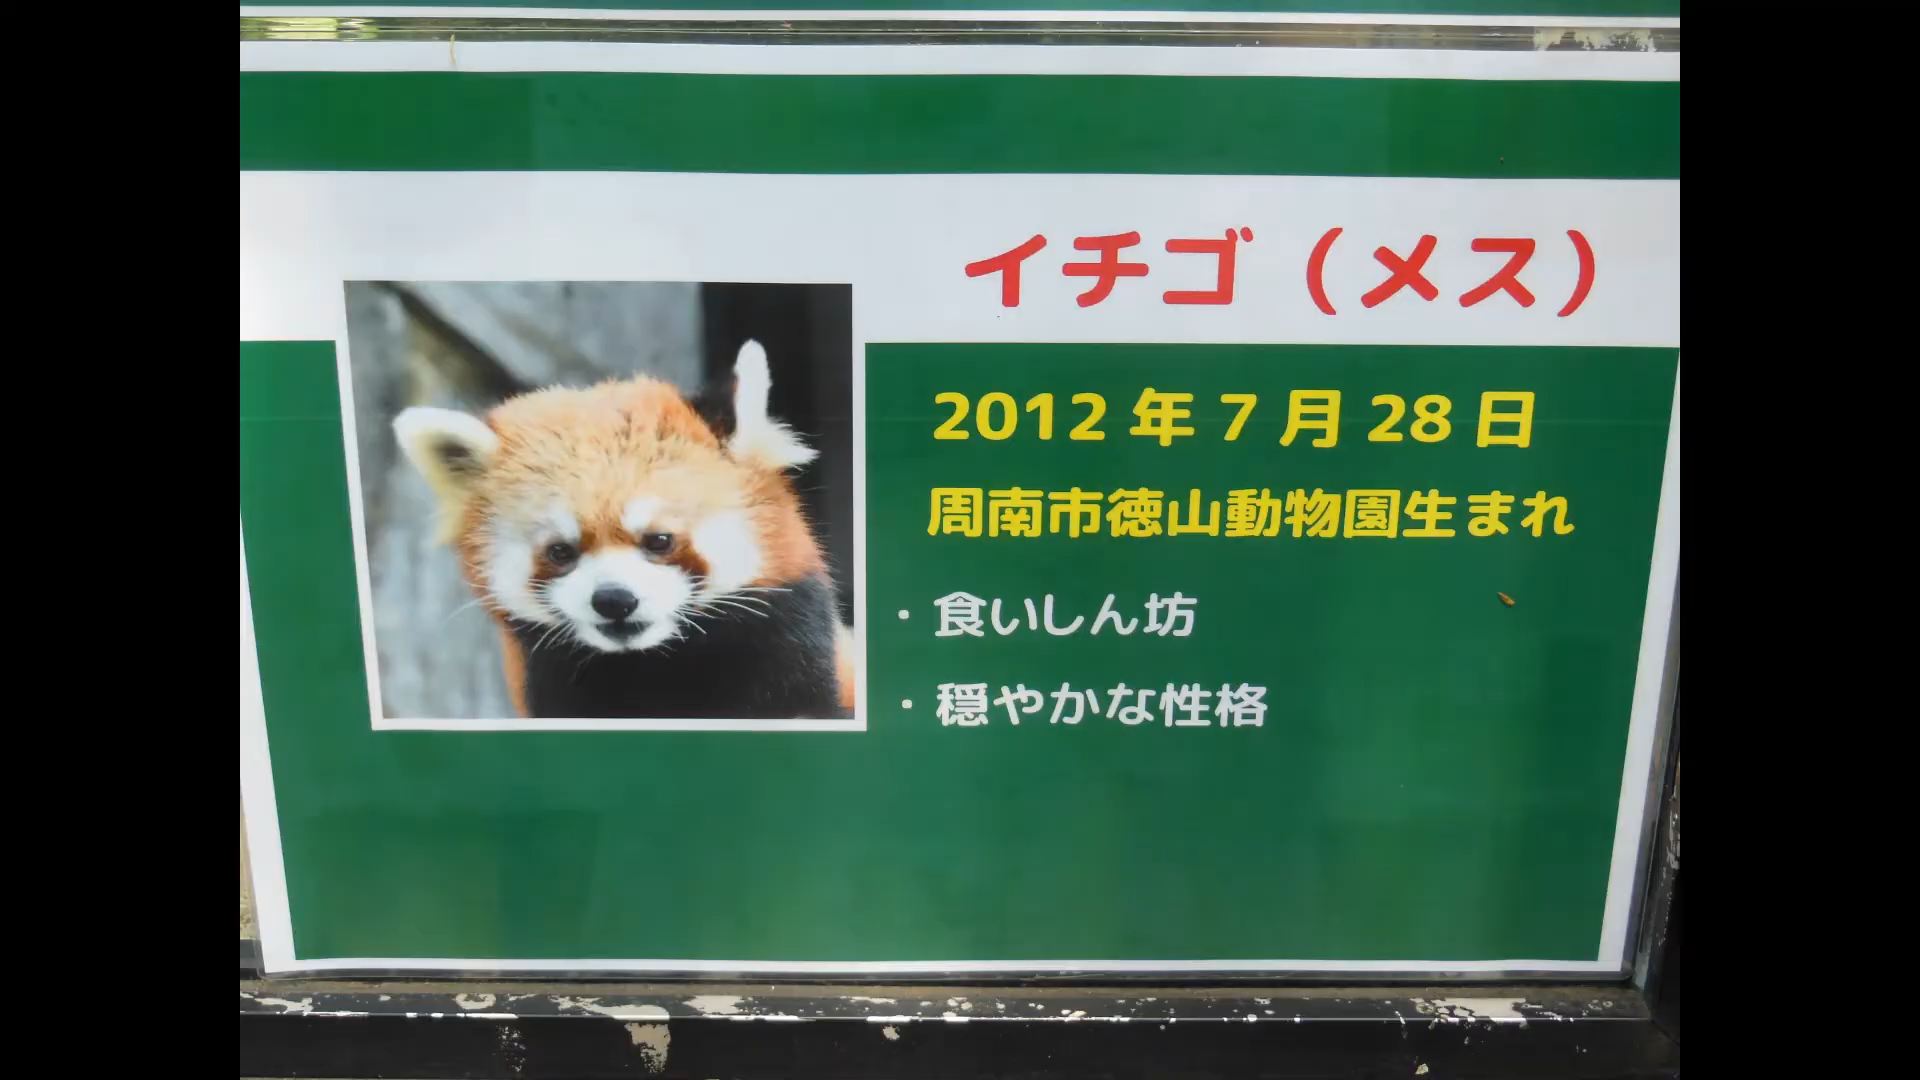 イチゴ（メス）
2012年7月28日
周南市徳山動物園生まれ
・食いしん坊
・穏やかな性格